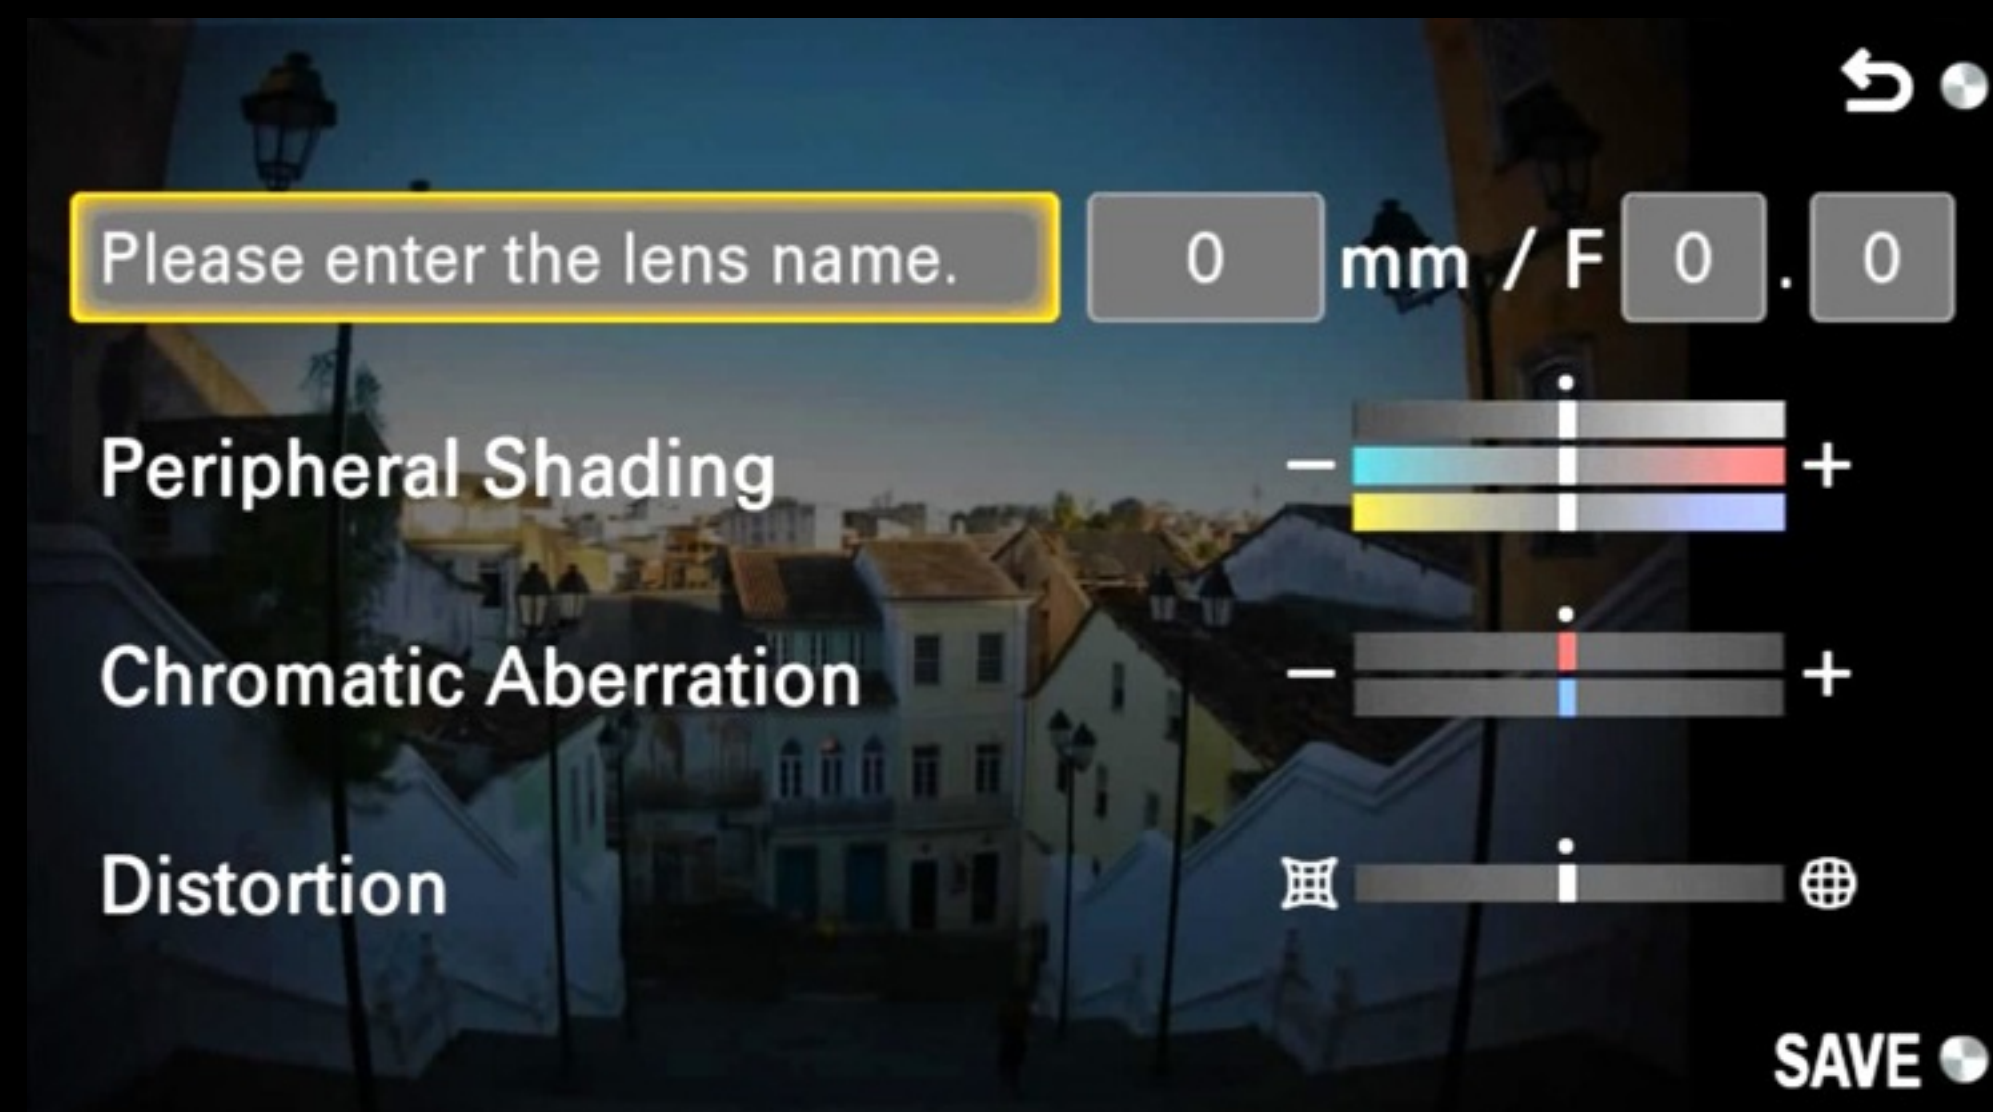 Please enter the lens name. 0 mm / F 0 . 0
Peripheral Shading − +
Chromatic Aberration − +
Distortion
SAVE